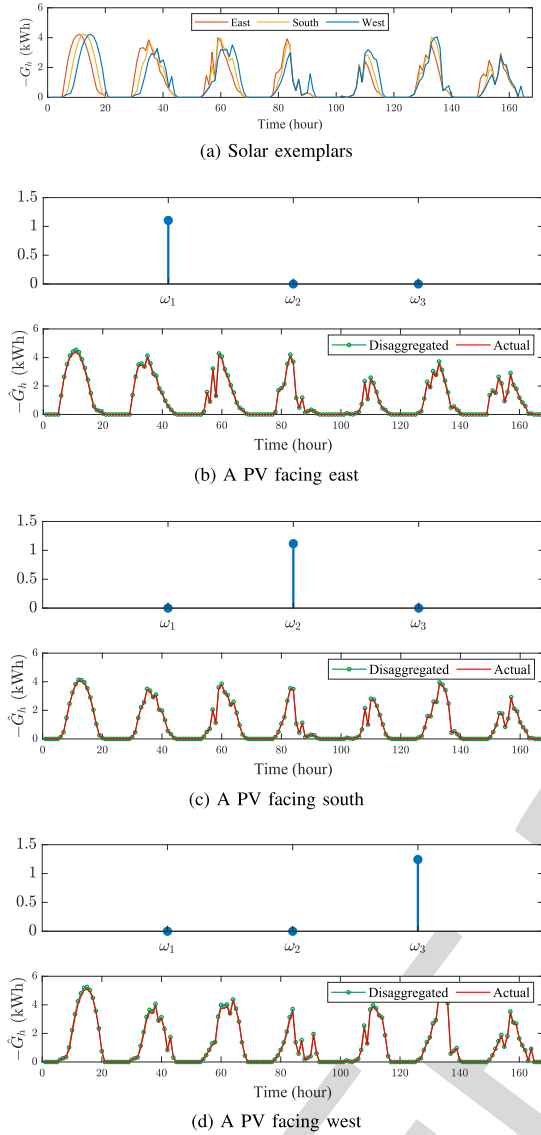 East South West
−G_h (kWh)
6
4
2
0
0 20 40 60 80 100 120 140 160
Time (hour)
(a) Solar exemplars
1.5
1
0.5
0
ω₁ ω₂ ω₃
6
Disaggregated Actual
−Ĝ_h (kWh)
4
2
0
0 20 40 60 80 100 120 140 160
Time (hour)
(b) A PV facing east
1.5
1
0.5
0
ω₁ ω₂ ω₃
6
Disaggregated Actual
−Ĝ_h (kWh)
4
2
0
0 20 40 60 80 100 120 140 160
Time (hour)
(c) A PV facing south
1.5
1
0.5
0
ω₁ ω₂ ω₃
6
Disaggregated Actual
−Ĝ_h (kWh)
4
2
0
0 20 40 60 80 100 120 140 160
Time (hour)
(d) A PV facing west